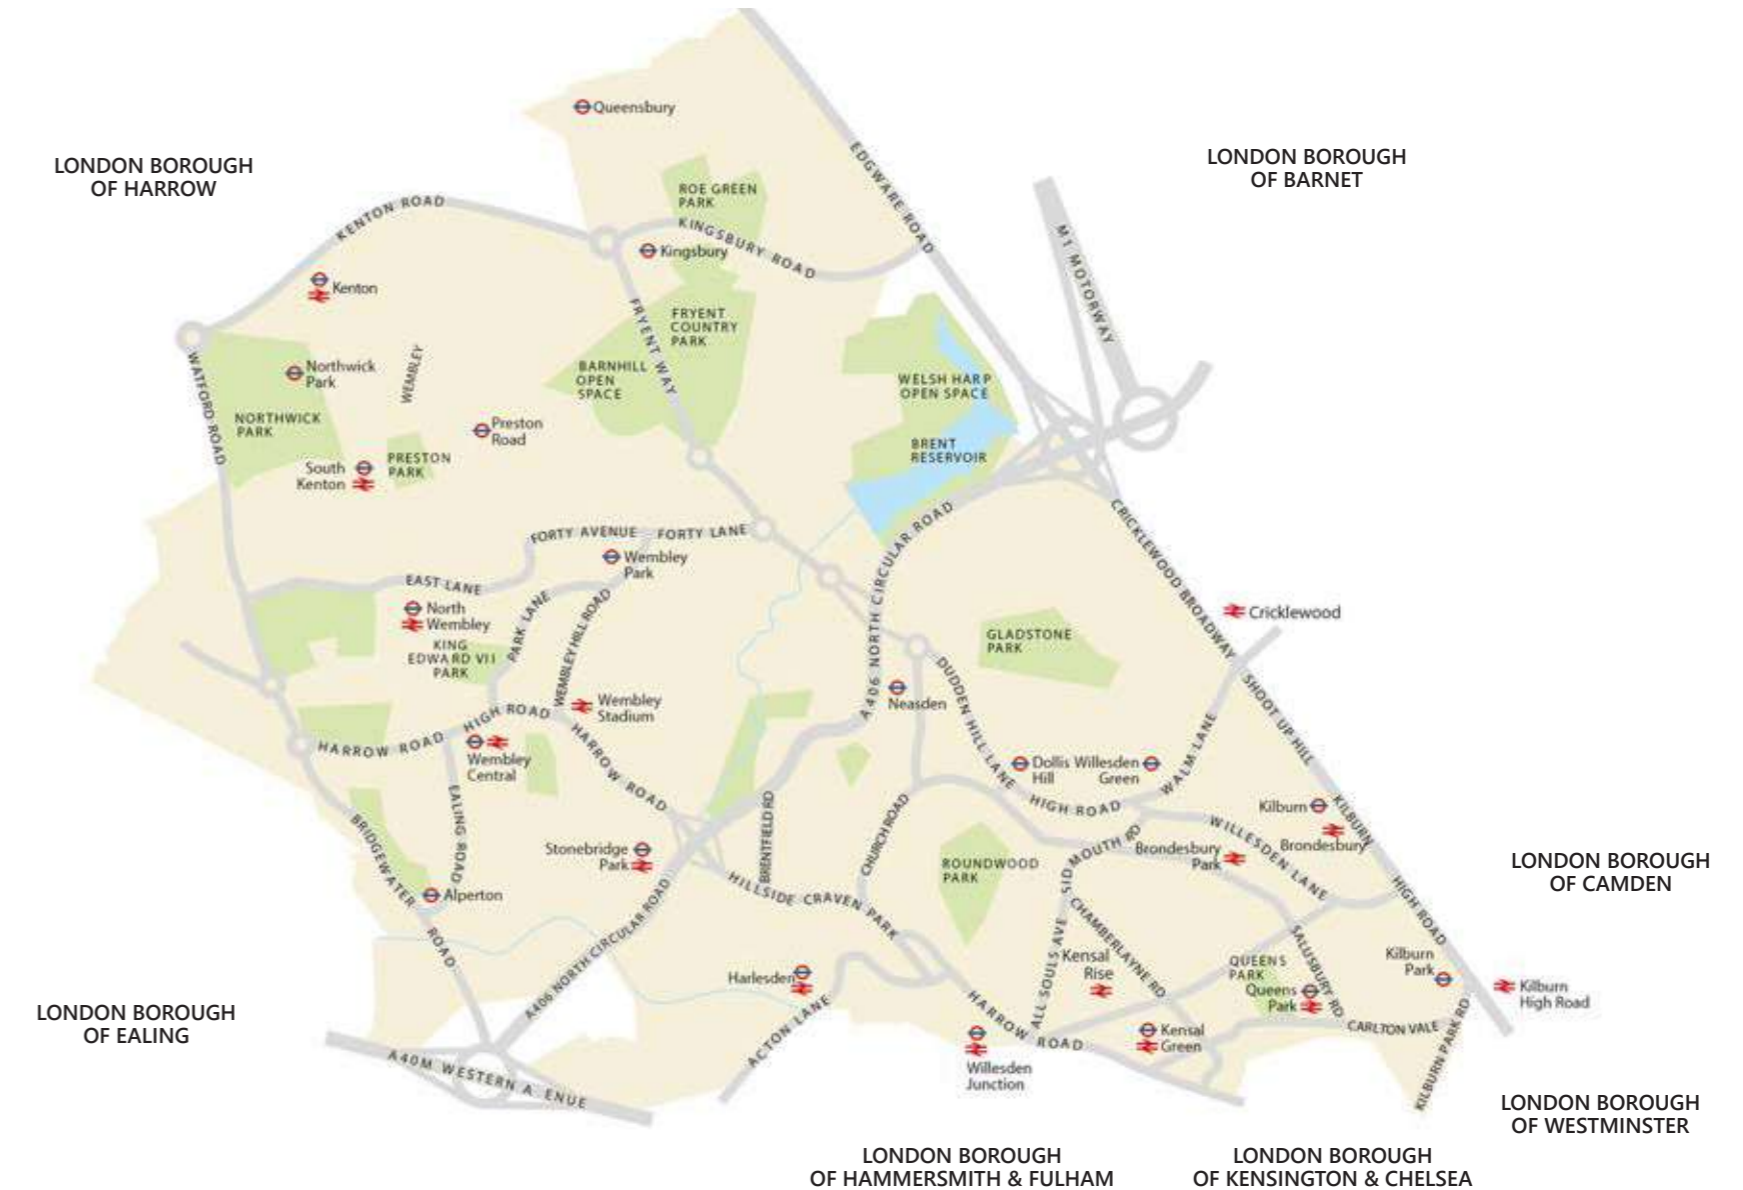 LONDON BOROUGH
OF HARROW
LONDON BOROUGH
OF BARNET
Queensbury
EDGWARE ROAD
ROE GREEN
PARK
KENTON ROAD
KINGSBURY ROAD
Kingsbury
M1 MOTORWAY
Kenton
FRYENT WAY
FRYENT
COUNTRY
PARK
WATFORD ROAD
Northwick
Park
WEMBLEY
BARNHILL
OPEN
SPACE
WELSH HARP
OPEN SPACE
NORTHWICK
PARK
Preston
Road
BRENT
RESERVOIR
South
Kenton
PRESTON
PARK
CRICKLEWOOD BROADWAY
FORTY AVENUE
FORTY LANE
A406 NORTH CIRCULAR ROAD
Wembley
Park
EAST LANE
North
Wembley
PARK LANE
WEMBLEY HILL ROAD
Cricklewood
KING
EDWARD VII
PARK
GLADSTONE
PARK
DUDDEN HILL LANE
SHOOT UP HILL
Neasden
Wembley
Stadium
HIGH ROAD
HARROW ROAD
HARROW ROAD
Wembley
Central
WALM LANE
Dollis
Hill
Willesden
Green
EALING ROAD
BRENTFIELD RD
CHURCH ROAD
HIGH ROAD
Kilburn
KILBURN
BRIDGEWATER
ROAD
WILLESDEN LANE
SIDMOUTH RD
Brondesbury
Stonebridge
Park
Brondesbury
Park
ROUNDWOOD
PARK
LONDON BOROUGH
OF CAMDEN
Alperton
HILLSIDE CRAVEN PARK
HIGH ROAD
CHAMBERLAYNE RD
SALUSBURY RD
A406 NORTH CIRCULAR ROAD
ALL SOULS AVE
Kensal
Rise
QUEENS
PARK
Queens
Park
Kilburn
Park
Harlesden
Kilburn
High Road
ACTON LANE
HARROW ROAD
CARLTON VALE
KILBURN PARK RD
Kensal
Green
LONDON BOROUGH
OF EALING
Willesden
Junction
A40M WESTERN A ENUE
LONDON BOROUGH
OF WESTMINSTER
LONDON BOROUGH
OF HAMMERSMITH & FULHAM
LONDON BOROUGH
OF KENSINGTON & CHELSEA